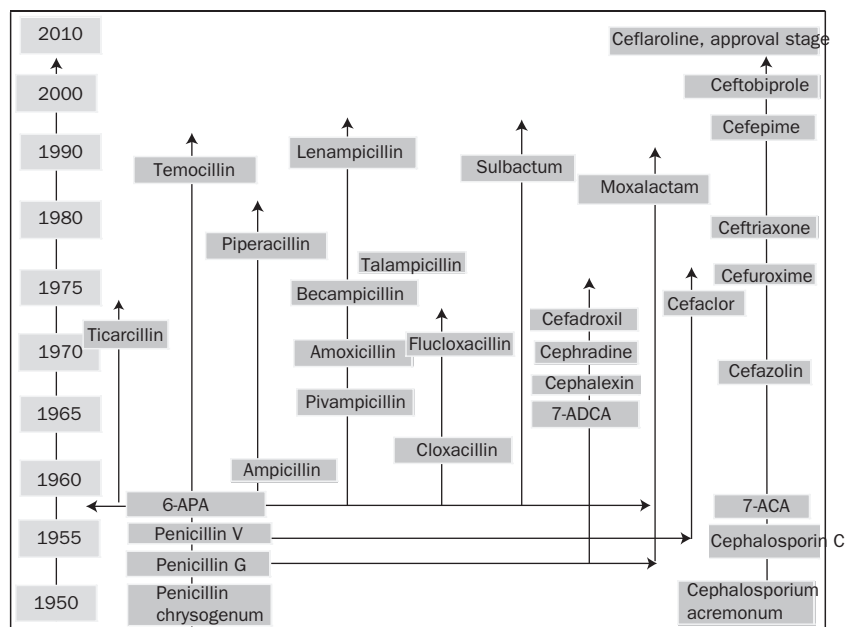 2010
Ceflaroline, approval stage
2000
Ceftobiprole
Cefepime
1990
Lenampicillin
Temocillin
Sulbactum
Moxalactam
1980
Ceftriaxone
Piperacillin
Talampicillin
Cefuroxime
1975
Becampicillin
Cefaclor
Ticarcillin
Cefadroxil
1970
Amoxicillin
Flucloxacillin
Cephradine
Cefazolin
Cephalexin
Pivampicillin
1965
7-ADCA
Cloxacillin
Ampicillin
1960
6-APA
7-ACA
1955
Penicillin V
Cephalosporin C
Penicillin G
1950
Penicillin
chrysogenum
Cephalosporium
acremonum